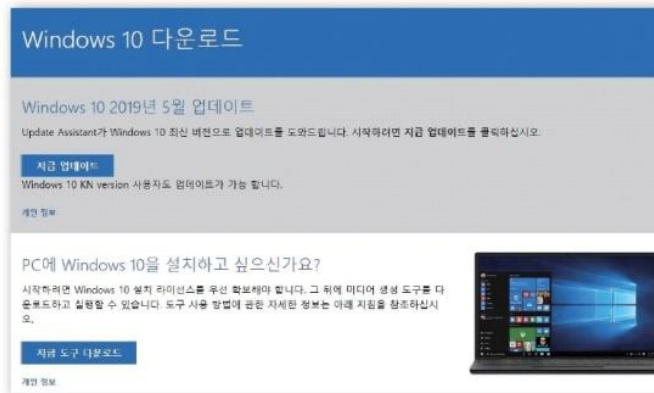 Windows 10 다운로드
Windows 10 2019년 5월 업데이트
Update Assistant가 Windows 10 최신 버전으로 업데이트를 도와드립니다. 시작하려면 지금 업데이트를 클릭하십시오.
지금 업데이트
Windows 10 KN version 사용자도 업데이트가 가능 합니다.
개인 정보
PC에 Windows 10을 설치하고 싶으신가요?
시작하려면 Windows 10 설치 라이선스를 우선 확보해야 합니다. 그 뒤에 미디어 생성 도구를 다
운로드하고 실행할 수 있습니다. 도구 사용 방법에 관한 자세한 정보는 아래 지침을 참조하십시
오.
지금 도구 다운로드
개인 정보